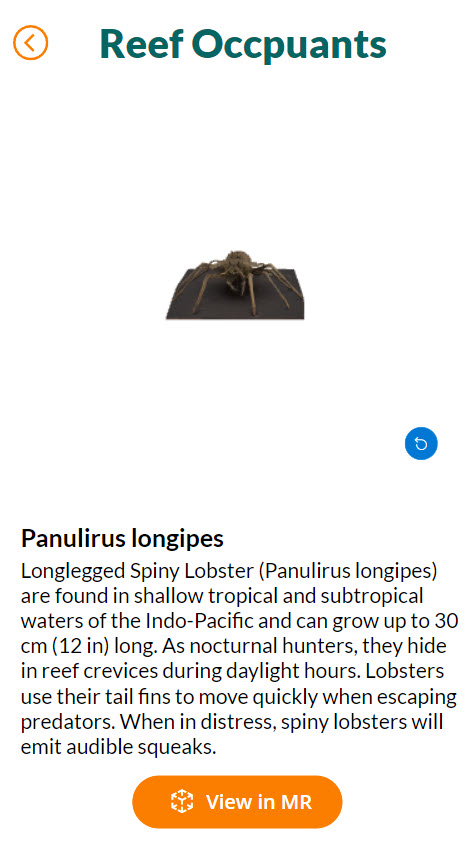 Reef Occpuants
Panulirus longipes
Longlegged Spiny Lobster (Panulirus longipes)
are found in shallow tropical and subtropical
waters of the Indo-Pacific and can grow up to 30
cm (12 in) long. As nocturnal hunters, they hide
in reef crevices during daylight hours. Lobsters
use their tail fins to move quickly when escaping
predators. When in distress, spiny lobsters will
emit audible squeaks.
View in MR